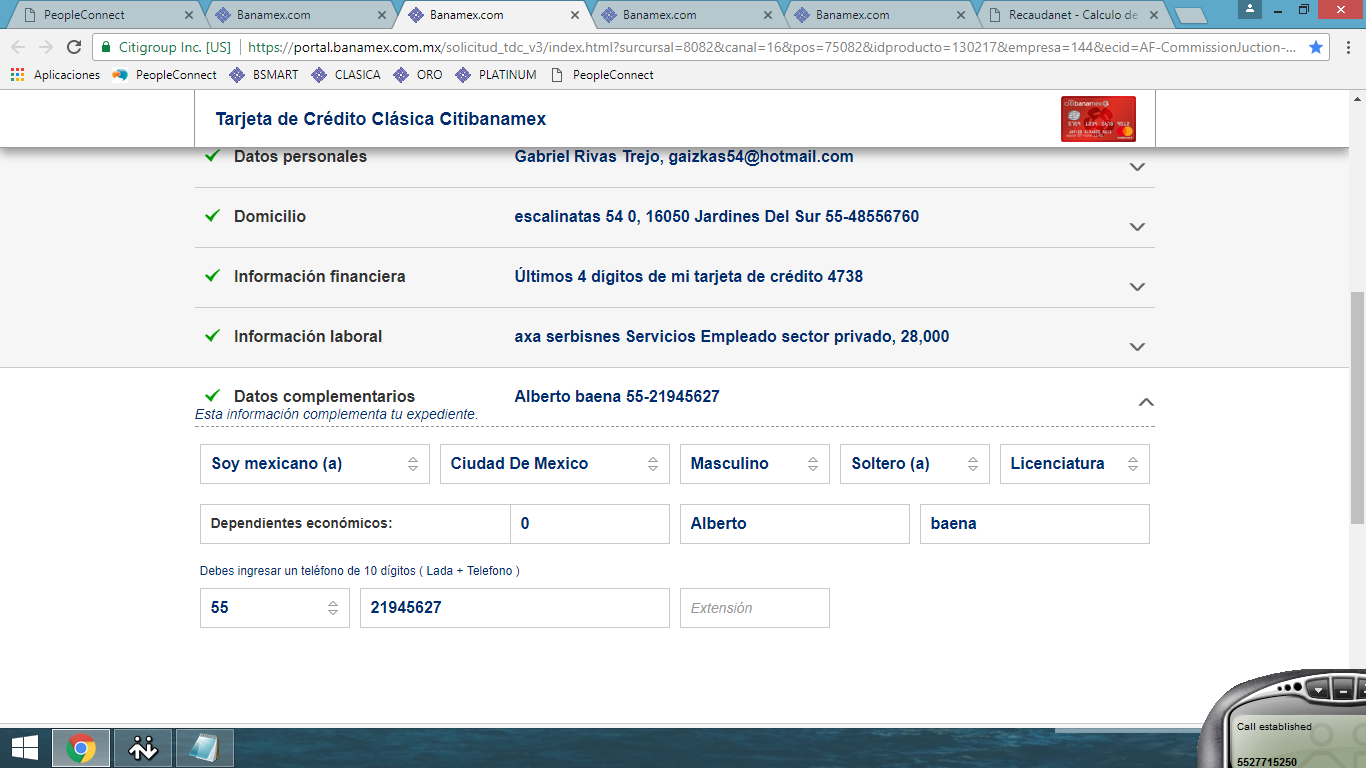 PeopleConnect
Banamex.com
Banamex.com
Banamex.com
Banamex.com
Recaudanet - Calculo de
Citigroup Inc. [US]
https://portal.banamex.com.mx/solicitud_tdc_v3/index.html?surcursal=8082&canal=16&pos=75082&idproducto=130217&empresa=144&ecid=AF-CommissionJuction-...
Aplicaciones PeopleConnect BSMART CLASICA ORO PLATINUM PeopleConnect
Tarjeta de Crédito Clásica Citibanamex
citibanamex
Datos personales Gabriel Rivas Trejo, gaizkas54@hotmail.com
Domicilio escalinatas 54 0, 16050 Jardines Del Sur 55-48556760
Información financiera Últimos 4 dígitos de mi tarjeta de crédito 4738
Información laboral axa serbisnes Servicios Empleado sector privado, 28,000
Datos complementarios Alberto baena 55-21945627
Esta información complementa tu expediente.
Soy mexicano (a) Ciudad De Mexico Masculino Soltero (a) Licenciatura
Dependientes económicos: 0 Alberto baena
Debes ingresar un teléfono de 10 dígitos ( Lada + Telefono )
55 21945627 Extensión
Call established
5527715250